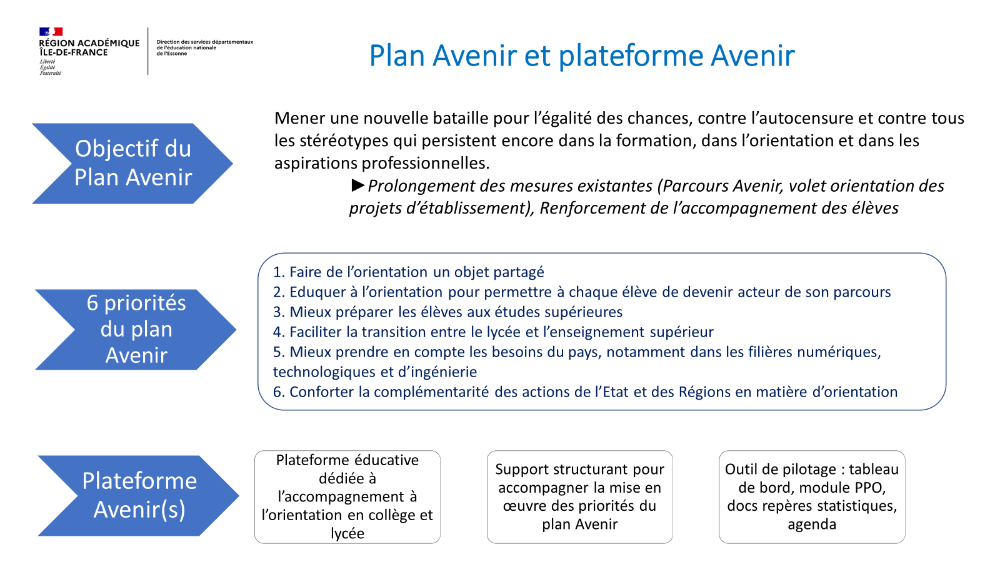 RÉGION ACADÉMIQUE
ÎLE-DE-FRANCE
Liberté
Égalité
Fraternité
Direction des services départementaux
de l'éducation nationale
de l'Essonne
Plan Avenir et plateforme Avenir
Objectif du
Plan Avenir
Mener une nouvelle bataille pour l’égalité des chances, contre l’autocensure et contre tous
les stéréotypes qui persistent encore dans la formation, dans l’orientation et dans les
aspirations professionnelles.
►Prolongement des mesures existantes (Parcours Avenir, volet orientation des
projets d’établissement), Renforcement de l’accompagnement des élèves
6 priorités
du plan
Avenir
1. Faire de l’orientation un objet partagé
2. Eduquer à l’orientation pour permettre à chaque élève de devenir acteur de son parcours
3. Mieux préparer les élèves aux études supérieures
4. Faciliter la transition entre le lycée et l’enseignement supérieur
5. Mieux prendre en compte les besoins du pays, notamment dans les filières numériques,
technologiques et d’ingénierie
6. Conforter la complémentarité des actions de l’Etat et des Régions en matière d’orientation
Plateforme
Avenir(s)
Plateforme éducative
dédiée à
l’accompagnement à
l’orientation en collège et
lycée
Support structurant pour
accompagner la mise en
œuvre des priorités du
plan Avenir
Outil de pilotage : tableau
de bord, module PPO,
docs repères statistiques,
agenda